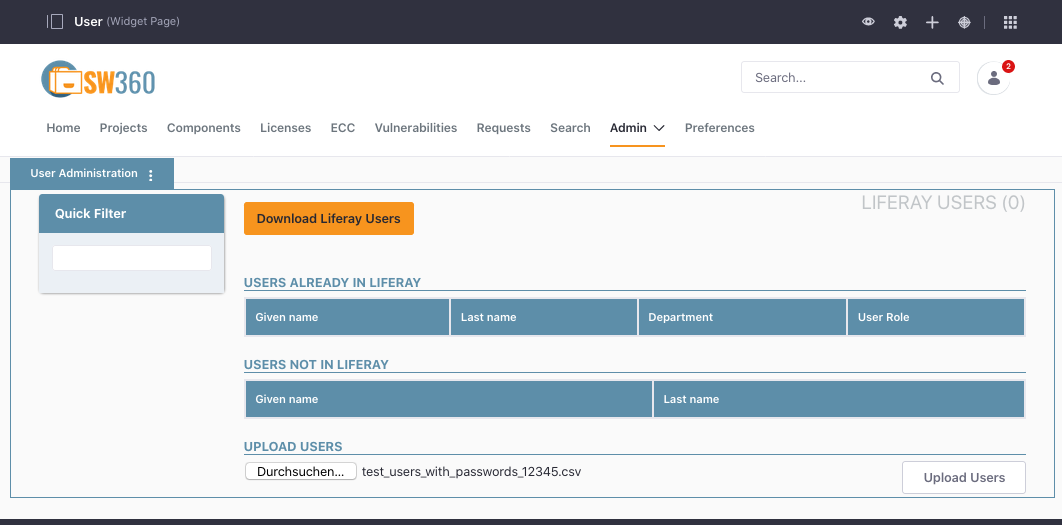 User (Widget Page)
SW360
Search...
2
Home Projects Components Licenses ECC Vulnerabilities Requests Search Admin Preferences
User Administration
Quick Filter
Download Liferay Users
LIFERAY USERS (0)
USERS ALREADY IN LIFERAY
Given name Last name Department User Role
USERS NOT IN LIFERAY
Given name Last name
UPLOAD USERS
Durchsuchen... test_users_with_passwords_12345.csv
Upload Users